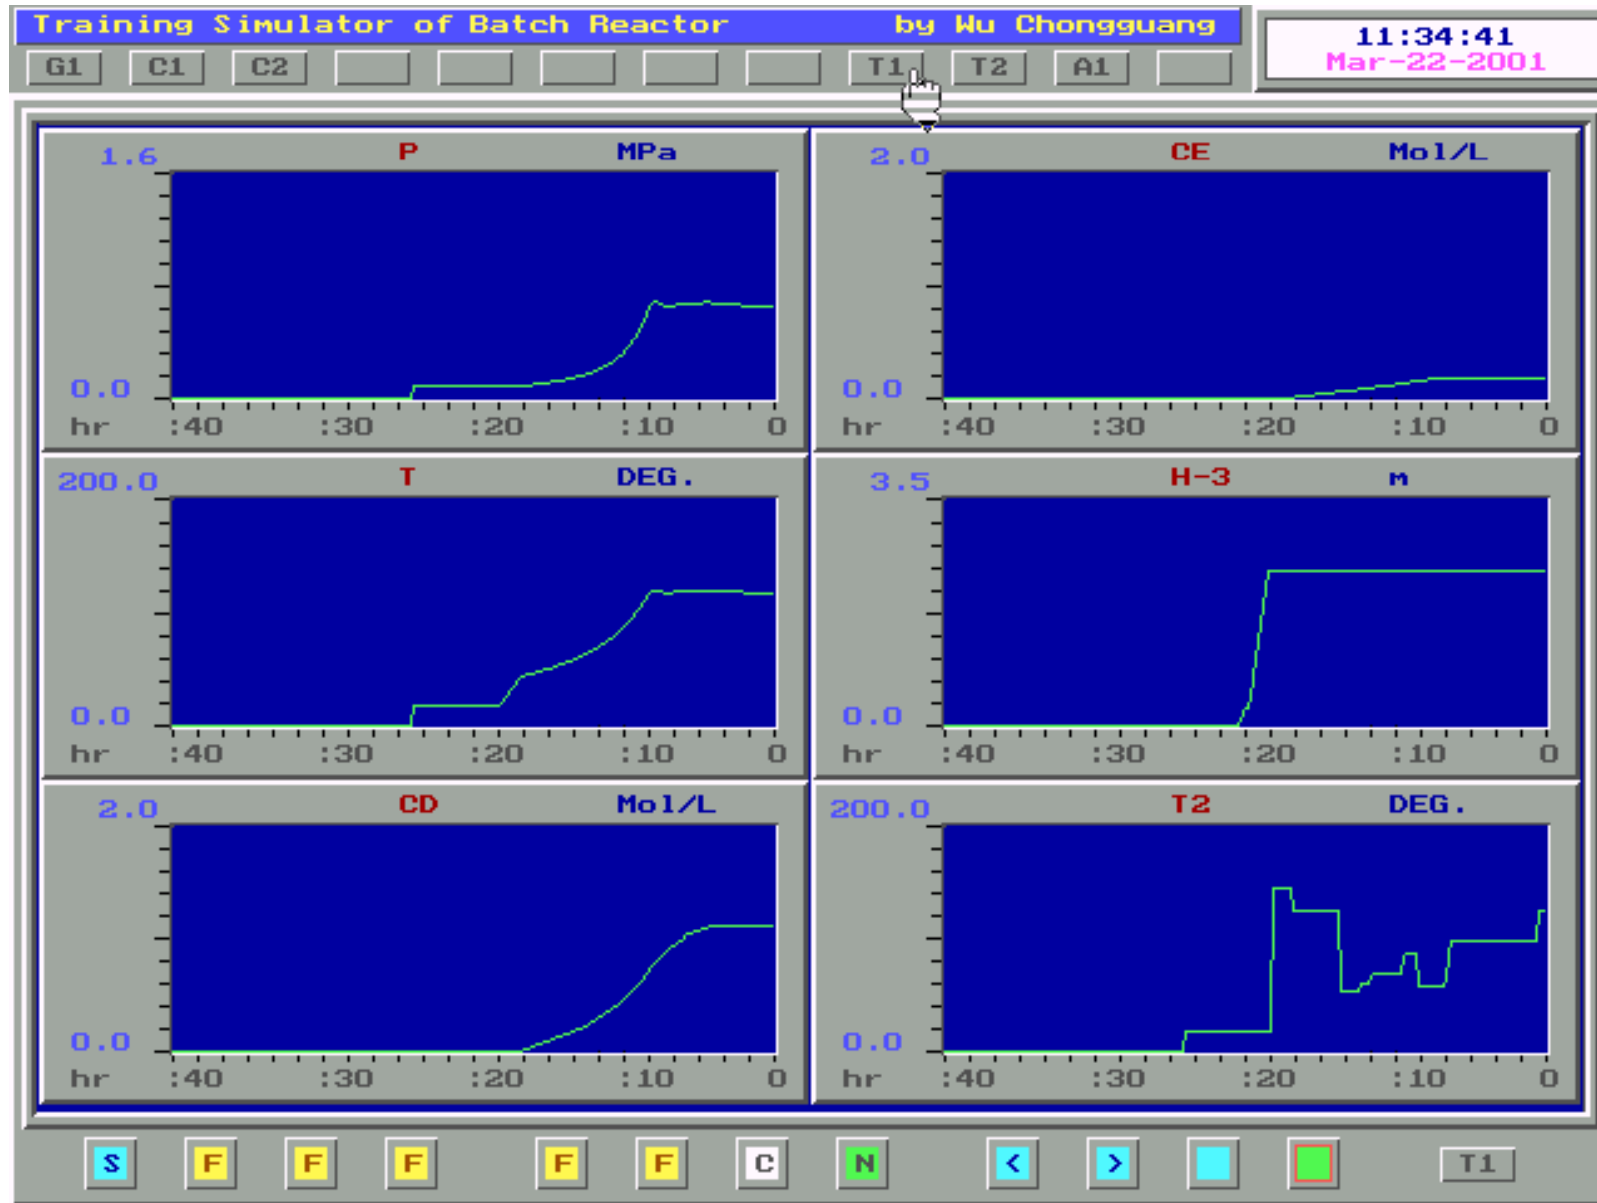 Training Simulator of Batch Reactor by Wu Chongguang
11:34:41
Mar-22-2001
G1 C1 C2 T1 T2 A1
1.6 P MPa
0.0
hr :40 :30 :20 :10 0
2.0 CE Mol/L
0.0
hr :40 :30 :20 :10 0
200.0 T DEG.
0.0
hr :40 :30 :20 :10 0
3.5 H-3 m
0.0
hr :40 :30 :20 :10 0
2.0 CD Mol/L
0.0
hr :40 :30 :20 :10 0
200.0 T2 DEG.
0.0
hr :40 :30 :20 :10 0
S F F F F F C N < > T1